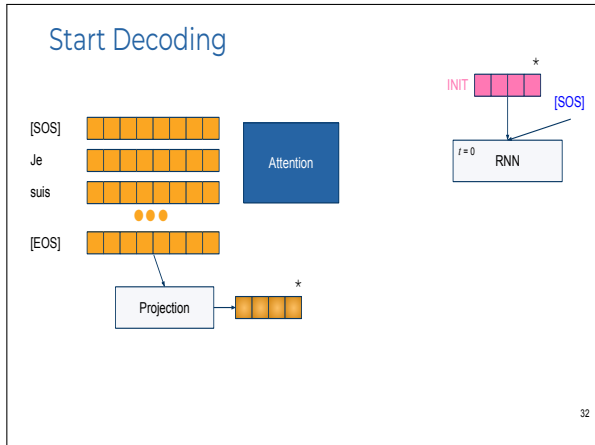 Start Decoding
*
INIT
[SOS]
[SOS]
Je
suis
[EOS]
Attention
t = 0
RNN
*
Projection
32